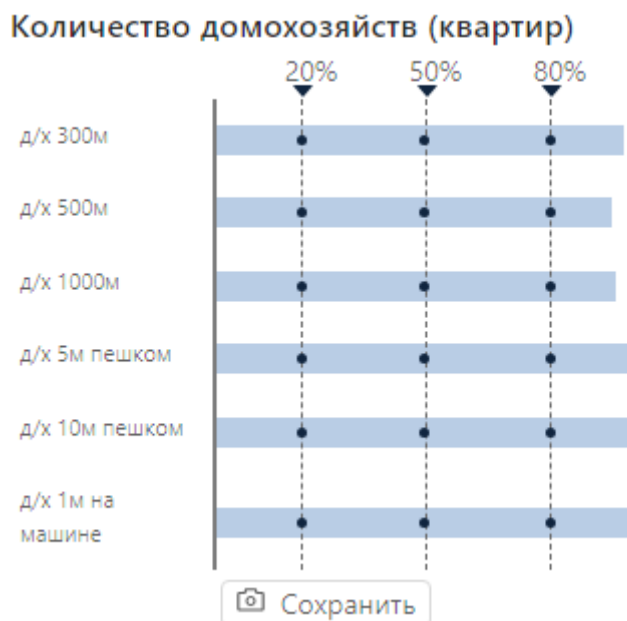 Количество домохозяйств (квартир)
20% 50% 80%
д/х 300м
д/х 500м
д/х 1000м
д/х 5м пешком
д/х 10м пешком
д/х 1м на
машине
Сохранить